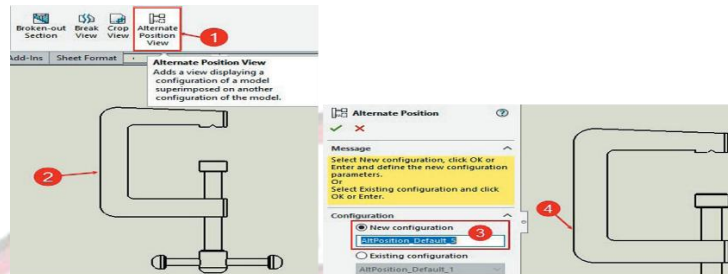 Broken-out
Section
Break
View
Crop
View
Alternate
Position
View
1
Add-Ins
Sheet Format
Alternate Position View
Adds a view displaying a
configuration of a model
superimposed on another
configuration of the model.
2
Alternate Position
Message
Select New configuration, click OK or
Enter and define the new configuration
parameters.
Or
Select Existing configuration and click
OK or Enter.
Configuration
New configuration
3
AltPosition_Default_5
Existing configuration
AltPosition_Default_1
4